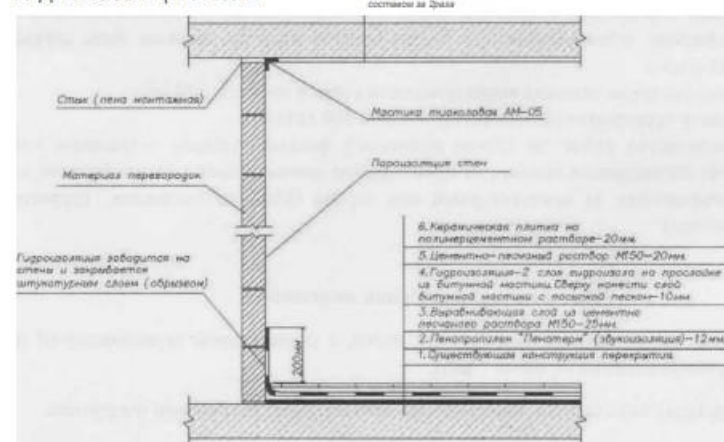 составом за 2раза
Стык (пена монтажная)
Мастика тиоколовая АМ-05
Пароизоляция стен
Материал перегородок
Гидроизоляция заводится на
стены и закрывается
штукатурным слоем (обрызгом)
200мм
6. Керамическая плитка на
полимерцементном растворе-20мм.
5. Цементно-песчаный раствор М150-20мм.
4. Гидроизоляция-2 слоя гидроизола на прослойке
из битумной мастики. Сверху нанести слой
битумной мастики с посыпкой песком-10мм.
3. Выравнивающая слой из цементно
песчаного раствора М150-25мм.
2. Пенопропилен "Пенотерм" (звукоизоляция)-12мм
1. Существующая конструкция перекрытия.